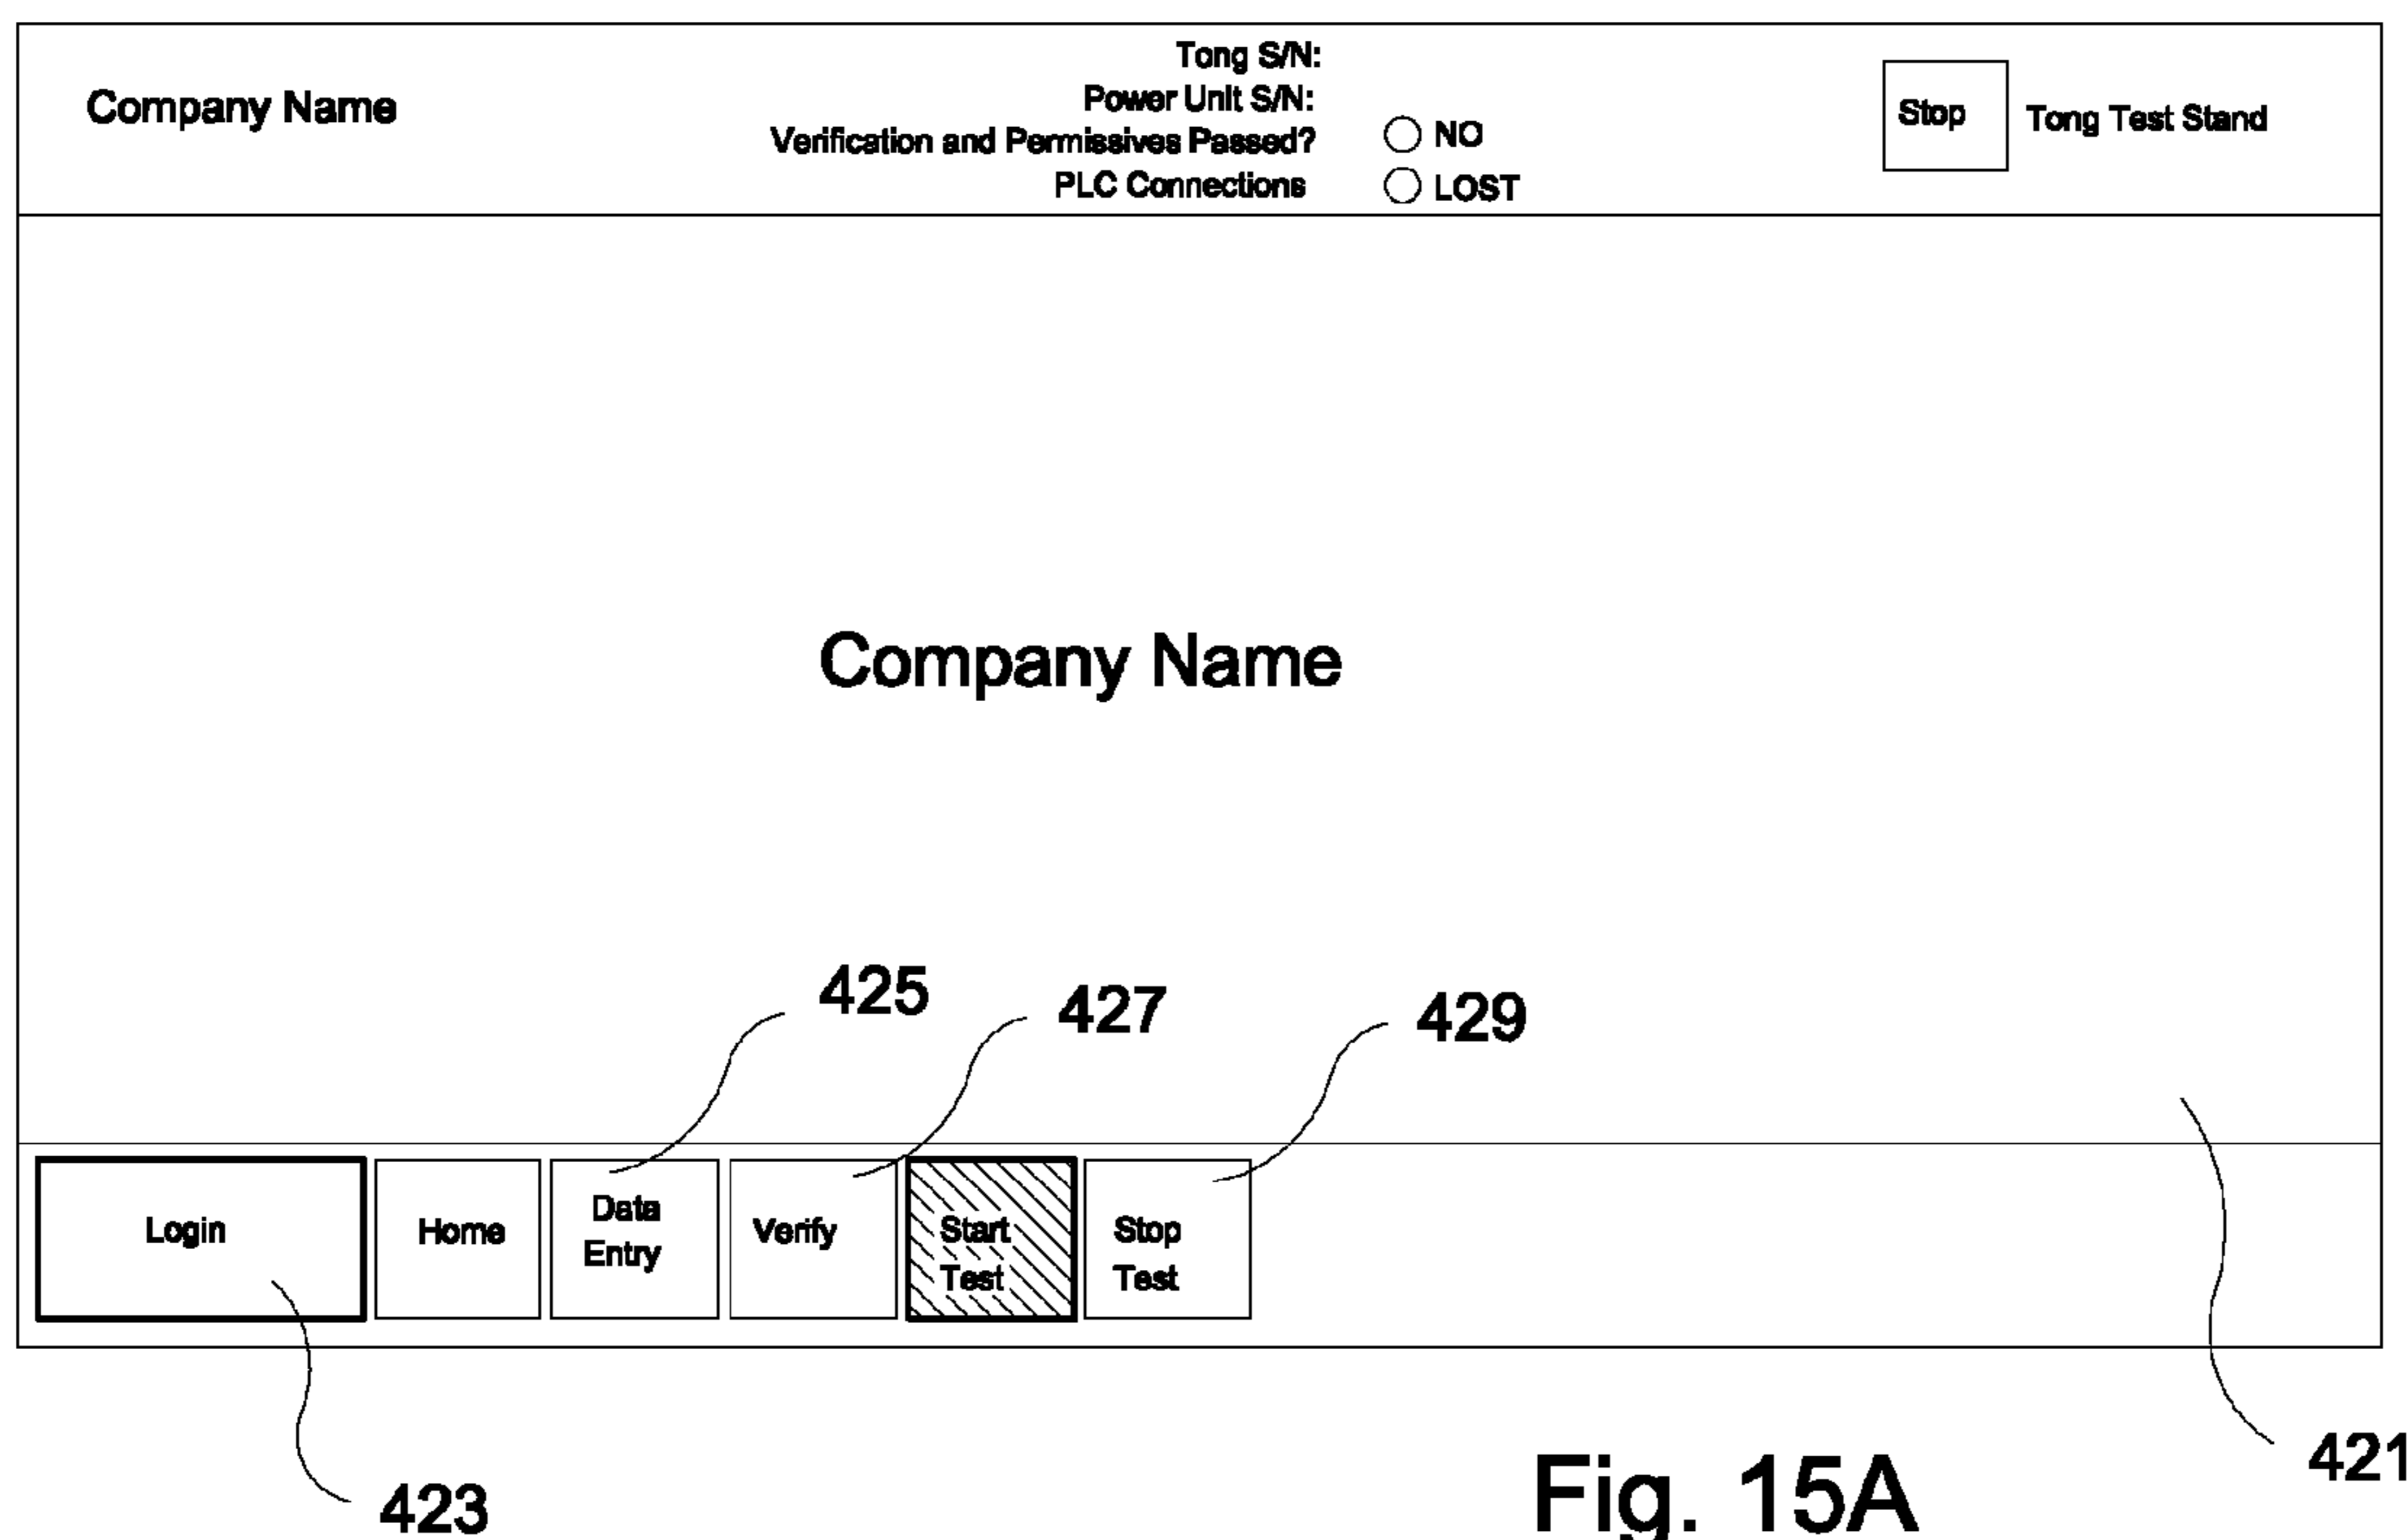 Company Name
Tong S/N:
Power Unit S/N:
Verification and Permissives Passed?
NO
PLC Connections
LOST
Stop
Tong Test Stand
Company Name
425
427
429
Login
Home
Data
Entry
Verify
Start
Test
Stop
Test
421
423
Fig. 15A